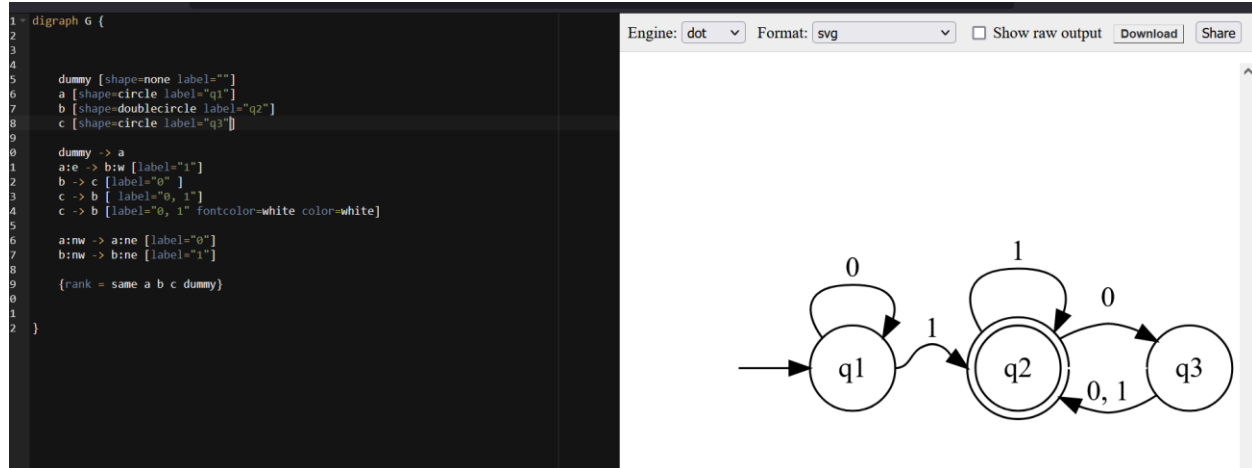 1 digraph G {
2
3
4
5 dummy [shape=none label=""]
6 a [shape=circle label="q1"]
7 b [shape=doublecircle label="q2"]
8 c [shape=circle label="q3"]
9
0 dummy -> a
1 a:e -> b:w [label="1"]
2 b -> c [label="0" ]
3 c -> b [ label="0, 1"]
4 c -> b [label="0, 1" fontcolor=white color=white]
5
6 a:nw -> a:ne [label="0"]
7 b:nw -> b:ne [label="1"]
8
9 {rank = same a b c dummy}
0
1
2 }
Engine: dot Format: svg Show raw output Download Share
1
0
0
1
q1
q2
q3
0, 1